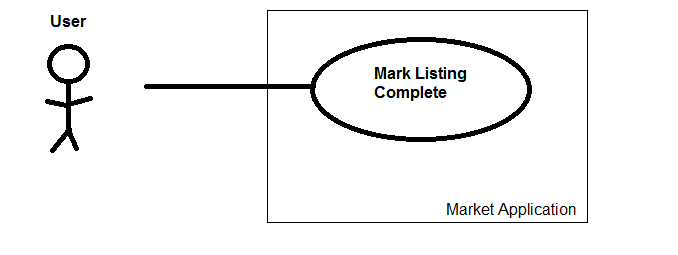 User
Mark Listing
Complete
Market Application